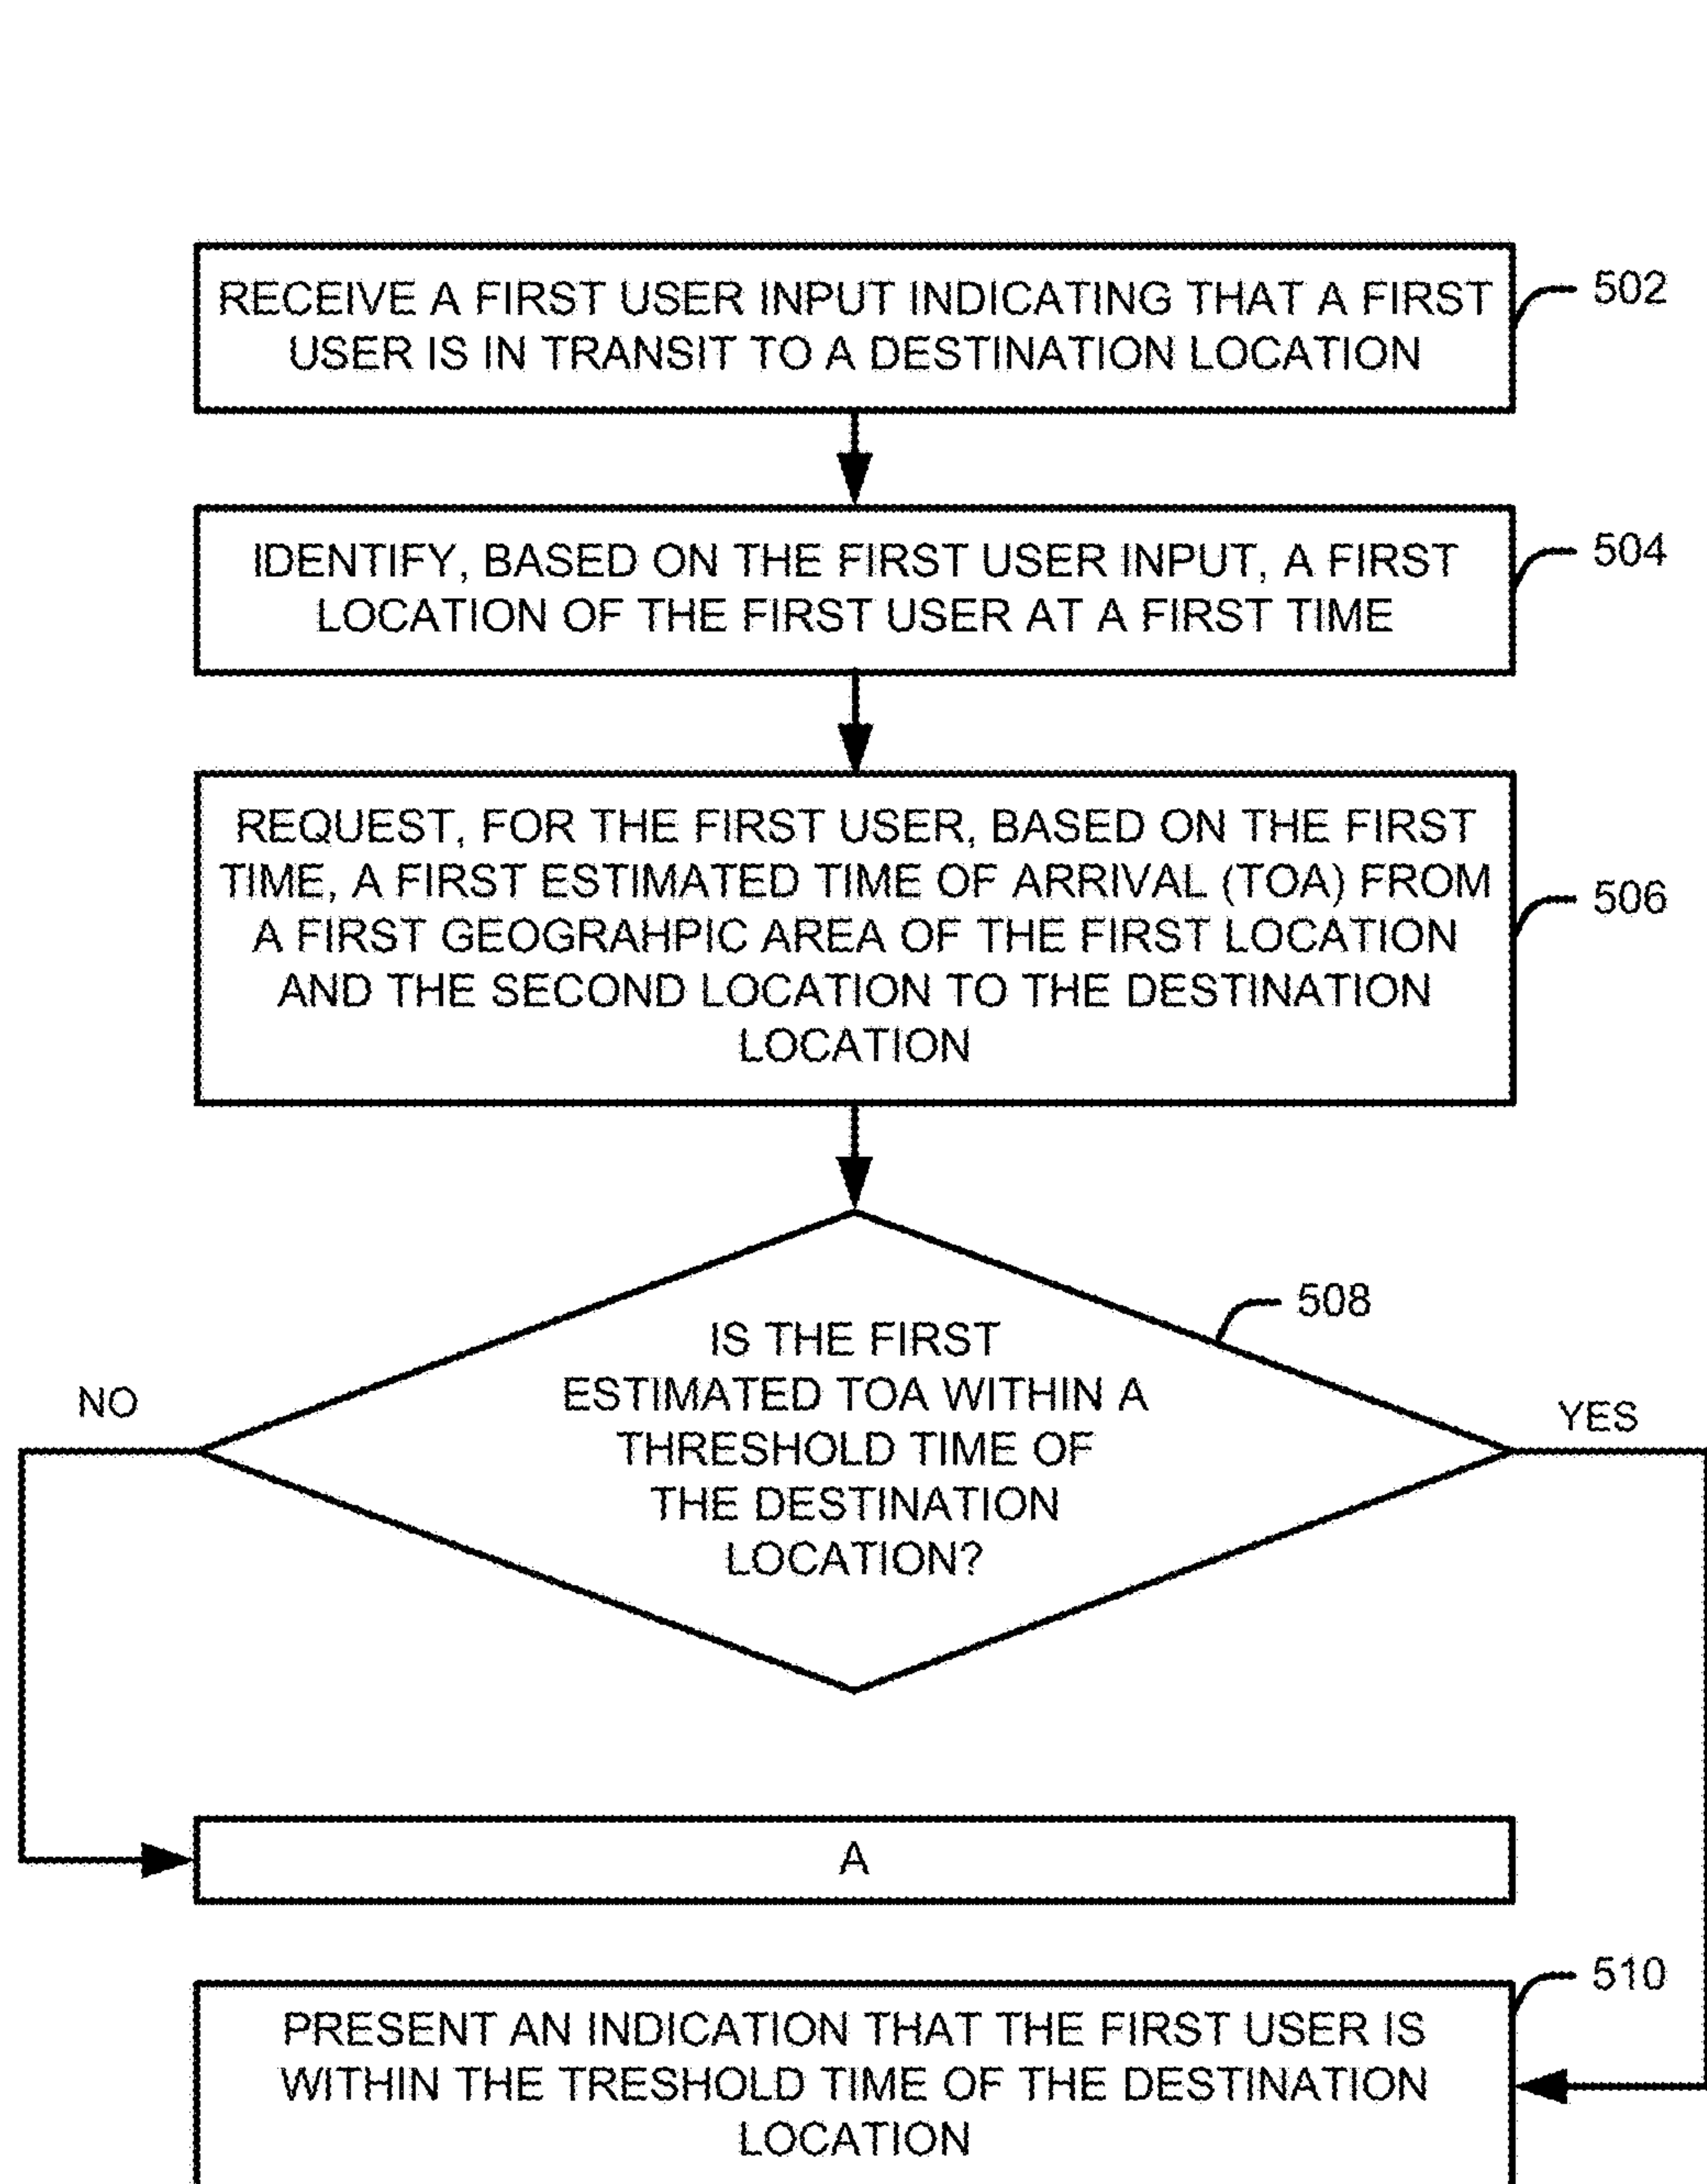 RECEIVE A FIRST USER INPUT INDICATING THAT A FIRST
USER IS IN TRANSIT TO A DESTINATION LOCATION
502
IDENTIFY, BASED ON THE FIRST USER INPUT, A FIRST
LOCATION OF THE FIRST USER AT A FIRST TIME
504
REQUEST, FOR THE FIRST USER, BASED ON THE FIRST
TIME, A FIRST ESTIMATED TIME OF ARRIVAL (TOA) FROM
A FIRST GEOGRAHPIC AREA OF THE FIRST LOCATION
AND THE SECOND LOCATION TO THE DESTINATION
LOCATION
506
508
IS THE FIRST
ESTIMATED TOA WITHIN A
THRESHOLD TIME OF
THE DESTINATION
LOCATION?
NO
YES
A
510
PRESENT AN INDICATION THAT THE FIRST USER IS
WITHIN THE TRESHOLD TIME OF THE DESTINATION
LOCATION